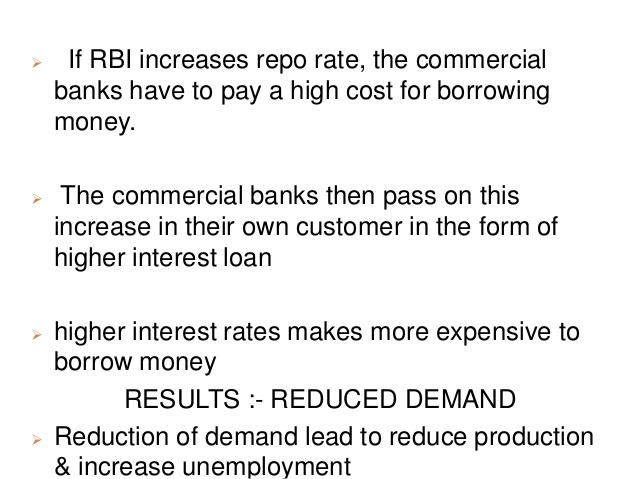 If RBI increases repo rate, the commercial
banks have to pay a high cost for borrowing
money.
The commercial banks then pass on this
increase in their own customer in the form of
higher interest loan
higher interest rates makes more expensive to
borrow money
RESULTS :- REDUCED DEMAND
Reduction of demand lead to reduce production
& increase unemployment